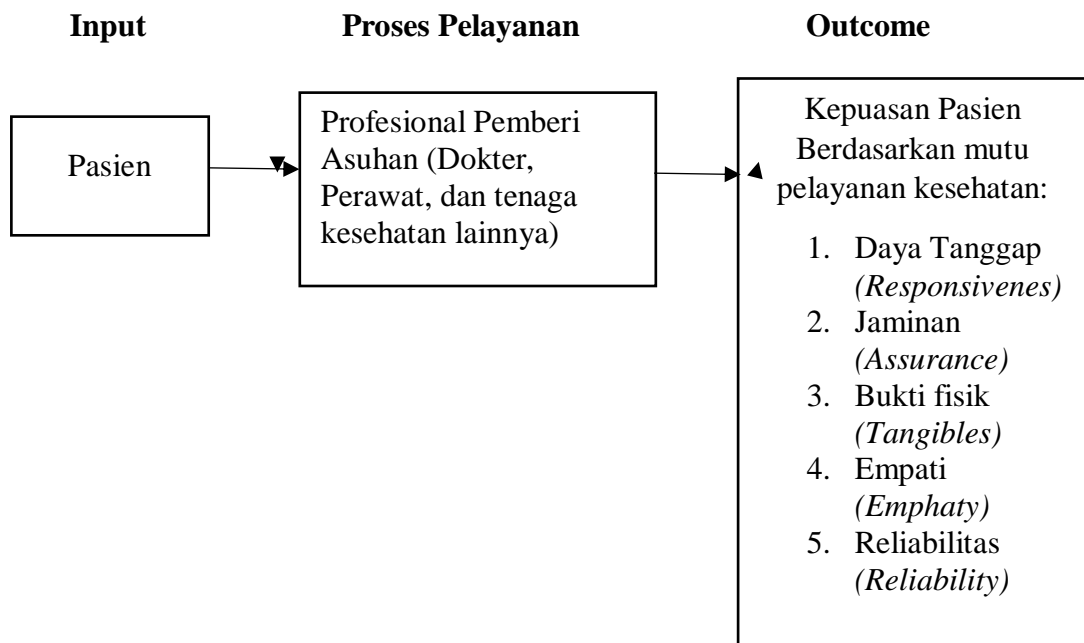 Input
Proses Pelayanan
Outcome
Pasien
Profesional Pemberi
Asuhan (Dokter,
Perawat, dan tenaga
kesehatan lainnya)
Kepuasan Pasien
Berdasarkan mutu
pelayanan kesehatan:
1. Daya Tanggap
(Responsivenes)
2. Jaminan
(Assurance)
3. Bukti fisik
(Tangibles)
4. Empati
(Emphaty)
5. Reliabilitas
(Reliability)